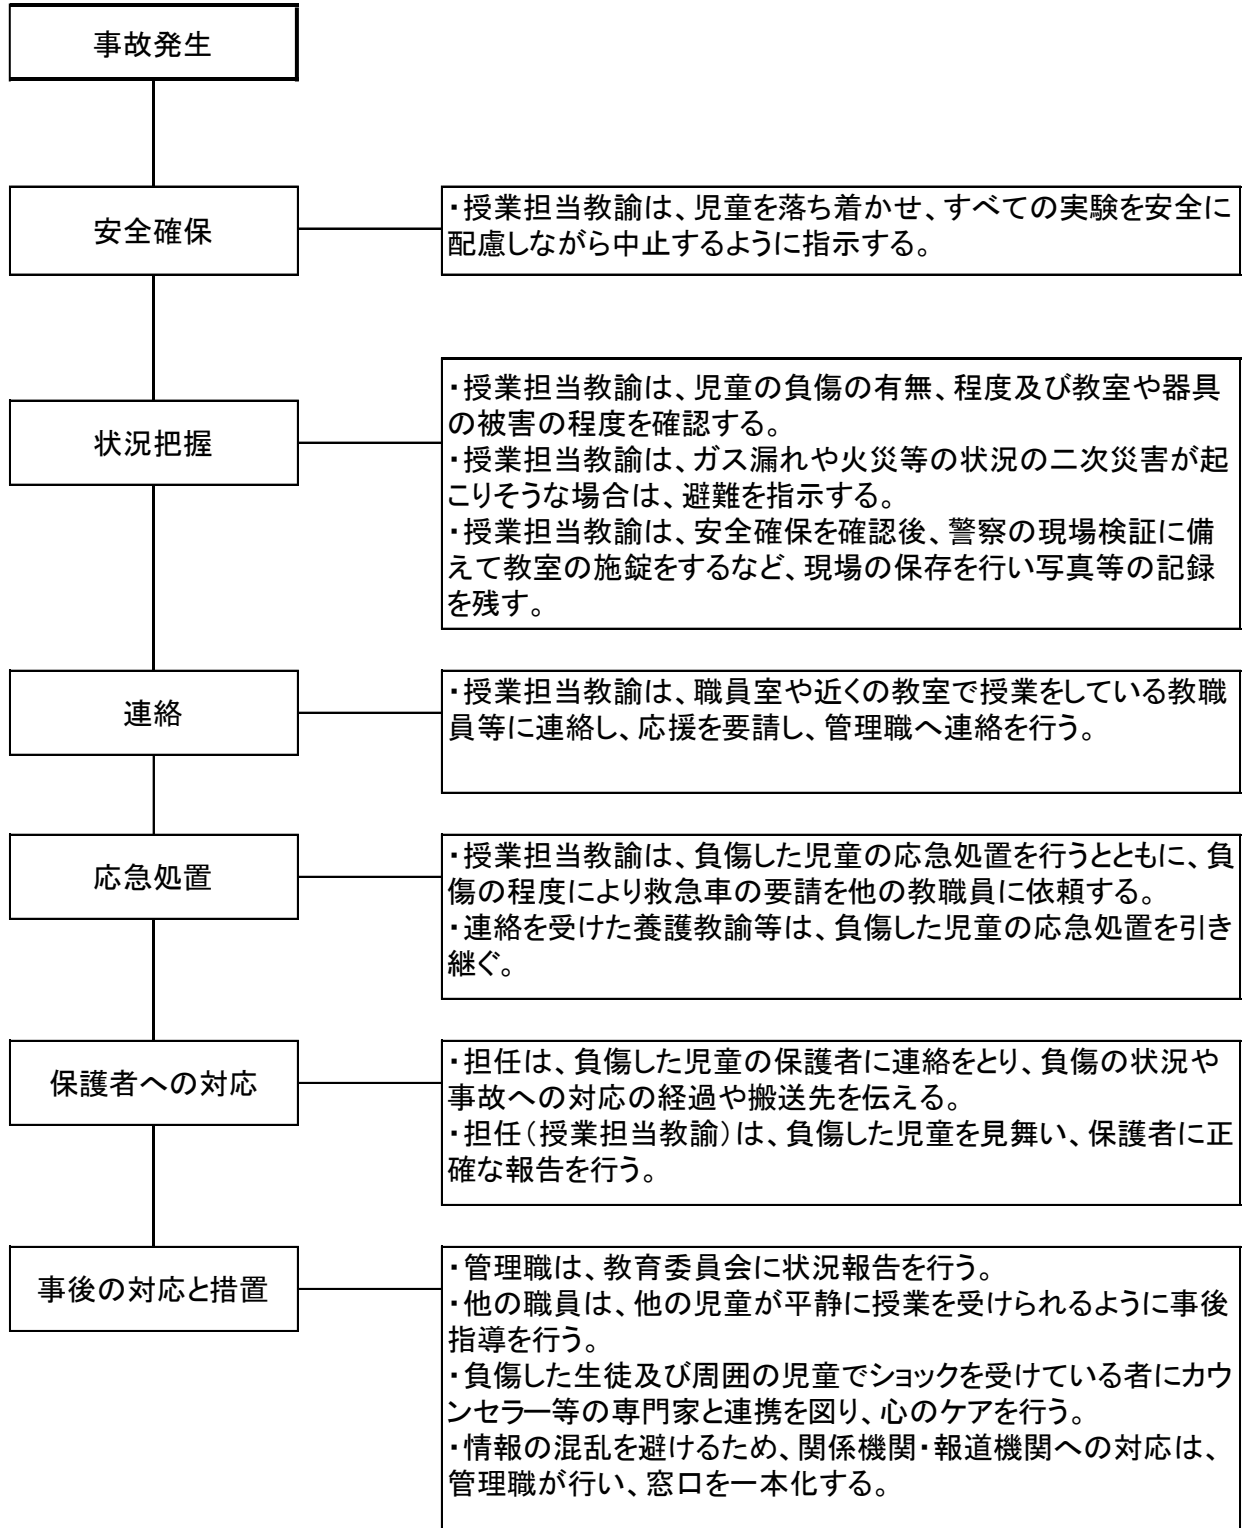 事故発生
安全確保
・授業担当教諭は、児童を落ち着かせ、すべての実験を安全に
配慮しながら中止するように指示する。
状況把握
・授業担当教諭は、児童の負傷の有無、程度及び教室や器具
の被害の程度を確認する。
・授業担当教諭は、ガス漏れや火災等の状況の二次災害が起
こりそうな場合は、避難を指示する。
・授業担当教諭は、安全確保を確認後、警察の現場検証に備
えて教室の施錠をするなど、現場の保存を行い写真等の記録
を残す。
連絡
・授業担当教諭は、職員室や近くの教室で授業をしている教職
員等に連絡し、応援を要請し、管理職へ連絡を行う。
応急処置
・授業担当教諭は、負傷した児童の応急処置を行うとともに、負
傷の程度により救急車の要請を他の教職員に依頼する。
・連絡を受けた養護教諭等は、負傷した児童の応急処置を引き
継ぐ。
保護者への対応
・担任は、負傷した児童の保護者に連絡をとり、負傷の状況や
事故への対応の経過や搬送先を伝える。
・担任(授業担当教諭)は、負傷した児童を見舞い、保護者に正
確な報告を行う。
事後の対応と措置
・管理職は、教育委員会に状況報告を行う。
・他の職員は、他の児童が平静に授業を受けられるように事後
指導を行う。
・負傷した生徒及び周囲の児童でショックを受けている者にカウ
ンセラー等の専門家と連携を図り、心のケアを行う。
・情報の混乱を避けるため、関係機関・報道機関への対応は、
管理職が行い、窓口を一本化する。